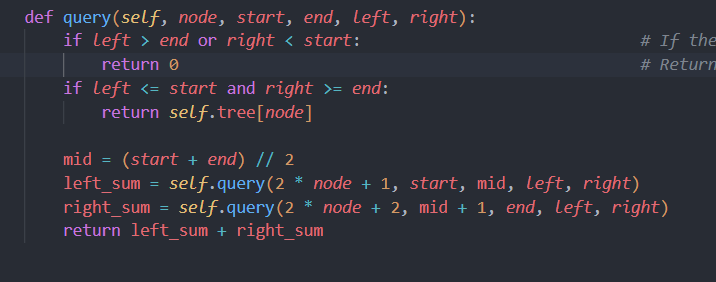 def query(self, node, start, end, left, right):
    if left > end or right < start: # If the
        return 0 # Return
    if left <= start and right >= end:
        return self.tree[node]
    mid = (start + end) // 2
    left_sum = self.query(2 * node + 1, start, mid, left, right)
    right_sum = self.query(2 * node + 2, mid + 1, end, left, right)
    return left_sum + right_sum